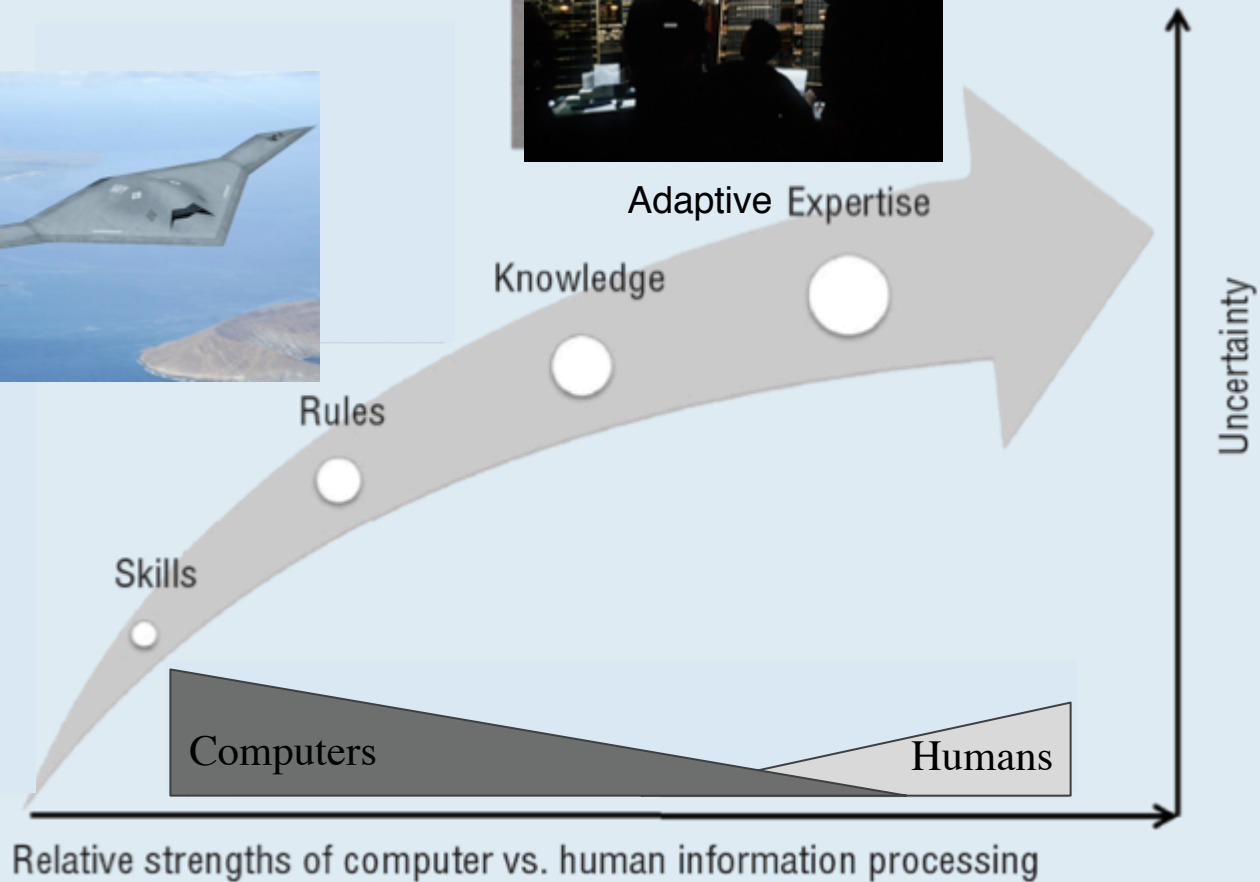 Adaptive Expertise
Knowledge
Rules
Skills
Uncertainty
Computers
Humans
Relative strengths of computer vs. human information processing